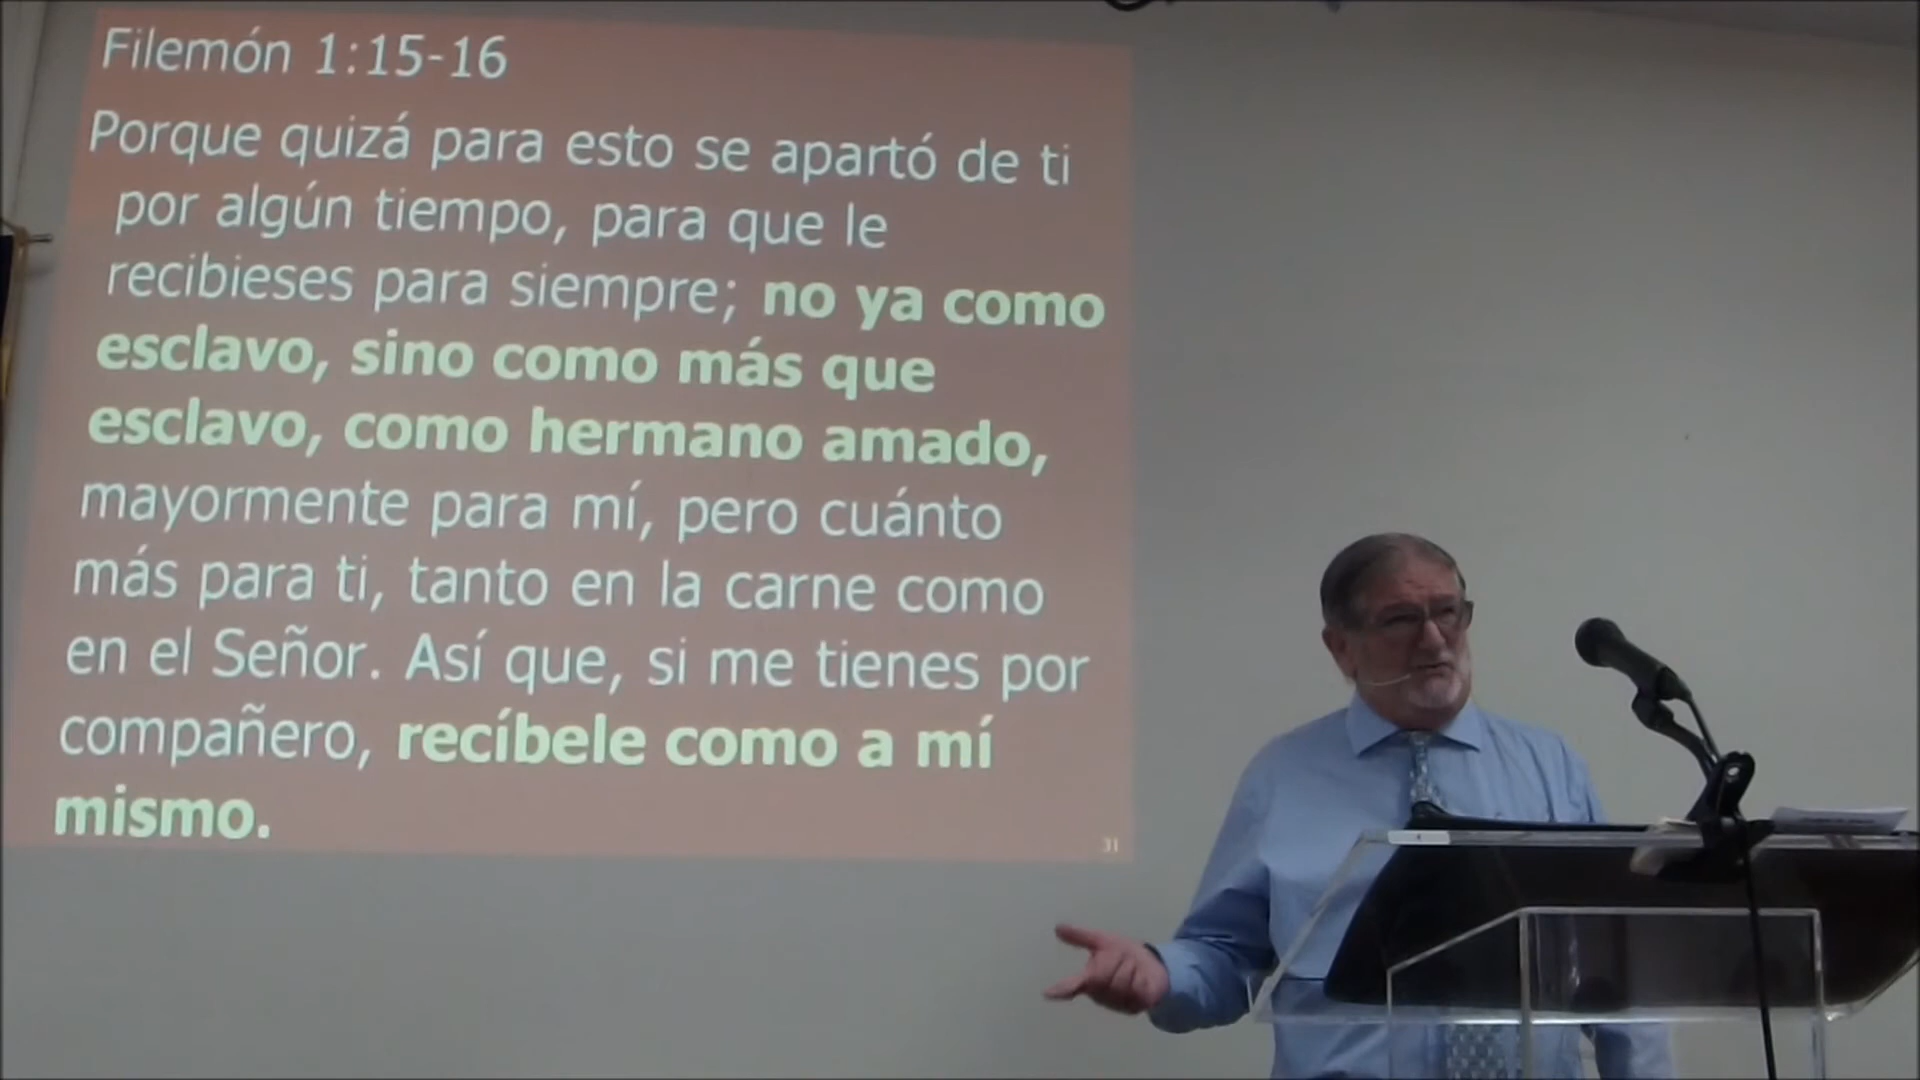 Filemón 1:15-16
Porque quizá para esto se apartó de ti
por algún tiempo, para que le
recibieses para siempre; no ya como
esclavo, sino como más que
esclavo, como hermano amado,
mayormente para mí, pero cuánto
más para ti, tanto en la carne como
en el Señor. Así que, si me tienes por
compañero, recíbele como a mí
mismo.
31